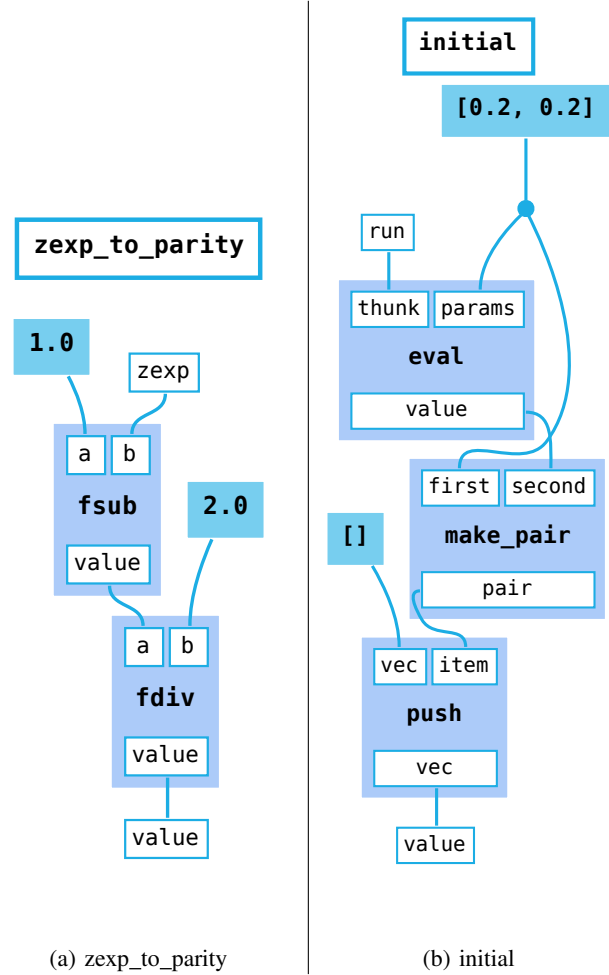 zexp_to_parity
1.0
zexp
a b
fsub
value
2.0
a b
fdiv
value
value
(a) zexp_to_parity
initial
[0.2, 0.2]
run
thunk params
eval
value
first second
make_pair
pair
[]
vec item
push
vec
value
(b) initial